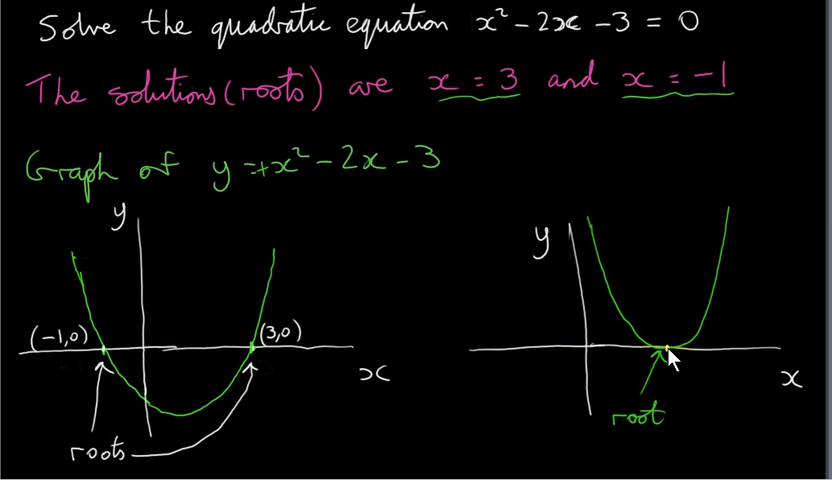 Solve the quadratic equation x² - 2x - 3 = 0
The solutions (roots) are x = 3 and x = -1
Graph of y = +x² - 2x - 3
y
y
(-1,0)
(3,0)
x
x
root
roots